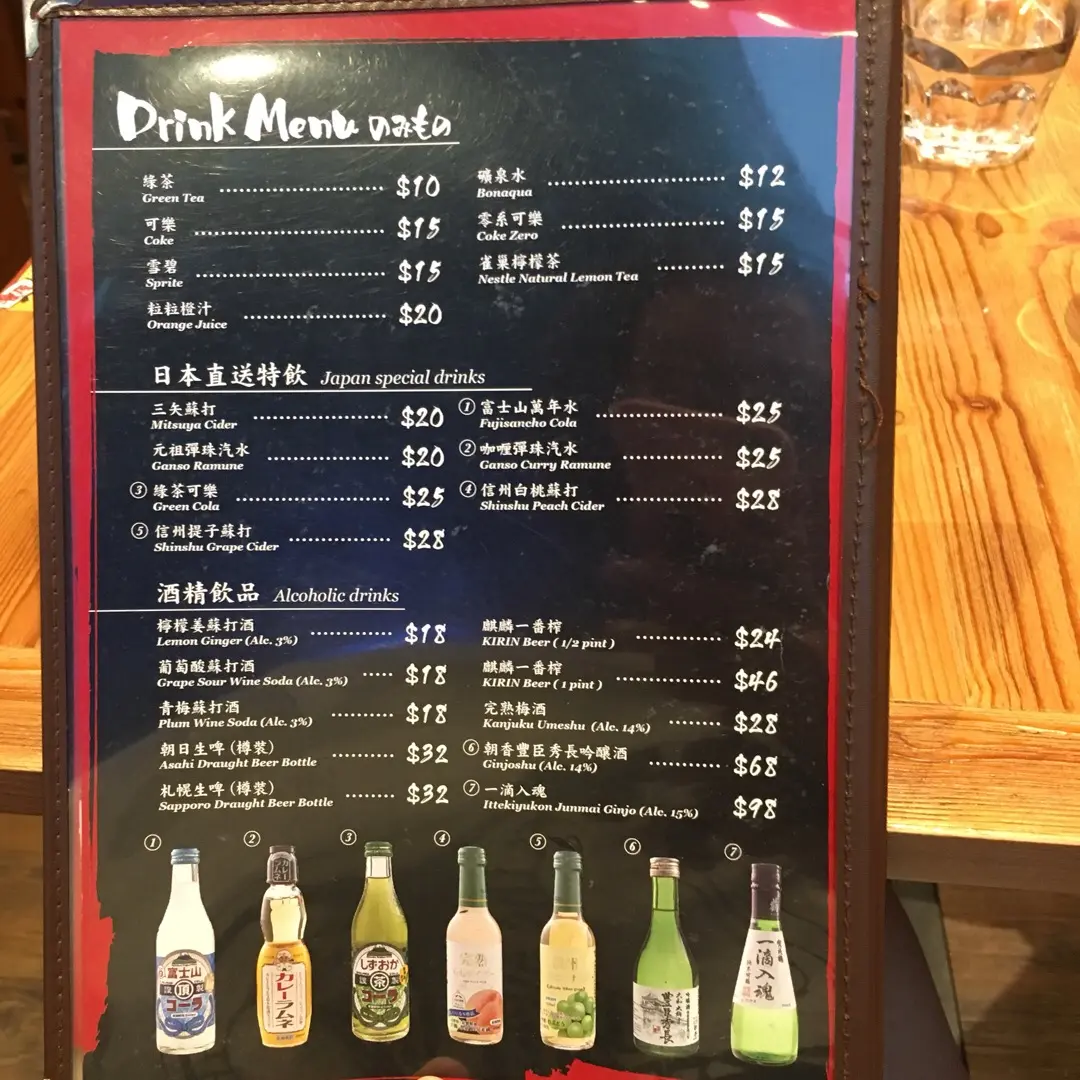 Drink Menu のみもの
綠茶 $10
Green Tea
可樂 $15
Coke
雪碧 $15
Sprite
粒粒橙汁 $20
Orange Juice
礦泉水 $12
Bonaqua
零系可樂 $15
Coke Zero
雀巢檸檬茶 $15
Nestle Natural Lemon Tea
日本直送特飲 Japan special drinks
三矢蘇打 $20
Mitsuya Cider
元祖彈珠汽水 $20
Ganso Ramune
③ 綠茶可樂 $25
Green Cola
⑤ 信州提子蘇打 $28
Shinshu Grape Cider
① 富士山萬年水 $25
Fujisancho Cola
② 咖喱彈珠汽水 $25
Ganso Curry Ramune
④ 信州白桃蘇打 $28
Shinshu Peach Cider
酒精飲品 Alcoholic drinks
檸檬姜蘇打酒 $18
Lemon Ginger (Alc. 3%)
葡萄酸蘇打酒 $18
Grape Sour Wine Soda (Alc. 3%)
青梅蘇打酒 $18
Plum Wine Soda (Alc. 3%)
朝日生啤 (樽裝) $32
Asahi Draught Beer Bottle
札幌生啤 (樽裝) $32
Sapporo Draught Beer Bottle
麒麟一番榨 $24
KIRIN Beer ( 1/2 pint )
麒麟一番榨 $46
KIRIN Beer ( 1 pint )
完熟梅酒 $28
Kanjuku Umeshu (Alc. 14%)
⑥ 朝香豐臣秀長吟釀酒 $68
Ginjoshu (Alc. 14%)
⑦ 一滴入魂 $98
Ittekiyukon Junmai Ginjo (Alc. 15%)
① ② ③ ④ ⑤ ⑥ ⑦
富士山
謹頂製
コーラ
カレーラムネ
しずおか
謹茶製
コーラ
豊臣秀長
一滴入魂